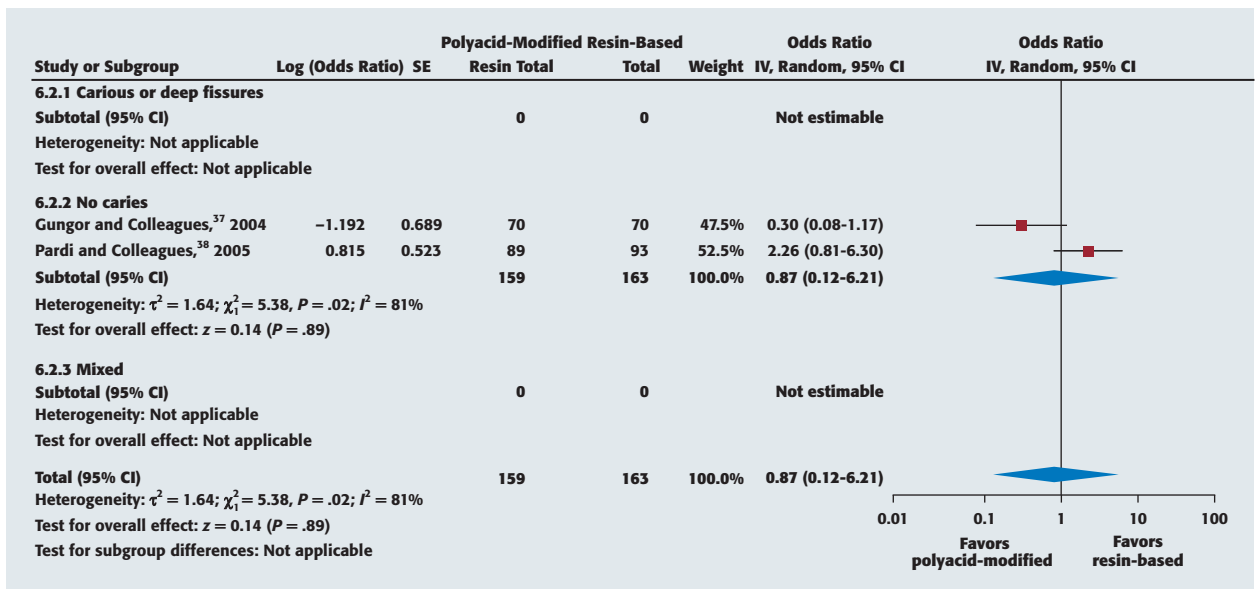 Polyacid-Modified Resin-Based Odds Ratio Odds Ratio
Study or Subgroup Log (Odds Ratio) SE Resin Total Total Weight IV, Random, 95% CI IV, Random, 95% CI
6.2.1 Carious or deep fissures
Subtotal (95% CI) 0 0 Not estimable
Heterogeneity: Not applicable
Test for overall effect: Not applicable
6.2.2 No caries
Gungor and Colleagues,³⁷ 2004 −1.192 0.689 70 70 47.5% 0.30 (0.08-1.17)
Pardi and Colleagues,³⁸ 2005 0.815 0.523 89 93 52.5% 2.26 (0.81-6.30)
Subtotal (95% CI) 159 163 100.0% 0.87 (0.12-6.21)
Heterogeneity: τ² = 1.64; χ²₁ = 5.38, P = .02; I² = 81%
Test for overall effect: z = 0.14 (P = .89)
6.2.3 Mixed
Subtotal (95% CI) 0 0 Not estimable
Heterogeneity: Not applicable
Test for overall effect: Not applicable
Total (95% CI) 159 163 100.0% 0.87 (0.12-6.21)
Heterogeneity: τ² = 1.64; χ²₁ = 5.38, P = .02; I² = 81%
Test for overall effect: z = 0.14 (P = .89)
Test for subgroup differences: Not applicable
0.01 0.1 1 10 100
Favors Favors
polyacid-modified resin-based